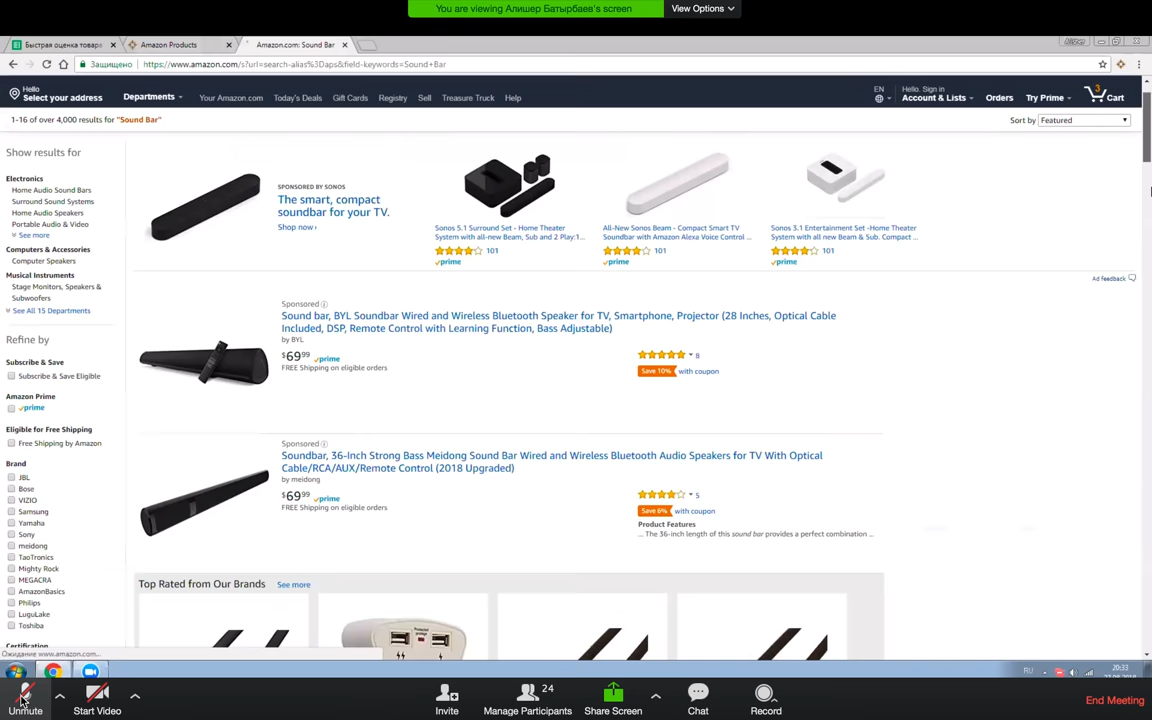 You are viewing Алишер Батырбаев's screen
View Options
Быстрая оценка товара
Amazon Products
Amazon.com: Sound Bar
Alisher
Защищено
https://www.amazon.com/s?url=search-alias%3Daps&field-keywords=Sound+Bar
Hello
Select your address
Departments
Your Amazon.com
Today's Deals
Gift Cards
Registry
Sell
Treasure Truck
Help
EN
Hello. Sign in
Account & Lists
Orders
Try Prime
3
Cart
1-16 of over 4,000 results for "Sound Bar"
Sort by
Featured
Show results for
Electronics
Home Audio Sound Bars
Surround Sound Systems
Home Audio Speakers
Portable Audio & Video
See more
Computers & Accessories
Computer Speakers
Musical Instruments
Stage Monitors, Speakers &
Subwoofers
See All 15 Departments
Refine by
Subscribe & Save
Subscribe & Save Eligible
Amazon Prime
prime
Eligible for Free Shipping
Free Shipping by Amazon
Brand
JBL
Bose
VIZIO
Samsung
Yamaha
Sony
meidong
TaoTronics
Mighty Rock
MEGACRA
AmazonBasics
Philips
LuguLake
Toshiba
Certification
SPONSORED BY SONOS
The smart, compact
soundbar for your TV.
Shop now ›
Sonos 5.1 Surround Set - Home Theater
System with all-new Beam, Sub and 2 Play:1...
101
prime
All-New Sonos Beam - Compact Smart TV
Soundbar with Amazon Alexa Voice Control ...
101
prime
Sonos 3.1 Entertainment Set -Home Theater
System with all new Beam & Sub. Compact ...
101
prime
Ad feedback
Sponsored
Sound bar, BYL Soundbar Wired and Wireless Bluetooth Speaker for TV, Smartphone, Projector (28 Inches, Optical Cable
Included, DSP, Remote Control with Learning Function, Bass Adjustable)
by BYL
$69 99 prime
FREE Shipping on eligible orders
8
Save 10% with coupon
Sponsored
Soundbar, 36-Inch Strong Bass Meidong Sound Bar Wired and Wireless Bluetooth Audio Speakers for TV With Optical
Cable/RCA/AUX/Remote Control (2018 Upgraded)
by meidong
$69 99 prime
FREE Shipping on eligible orders
5
Save 6% with coupon
Product Features
... The 36-inch length of this sound bar provides a perfect combination ...
Top Rated from Our Brands
See more
Ожидание www.amazon.com...
RU
20:33
Unmute
Start Video
Invite
24
Manage Participants
Share Screen
Chat
Record
End Meeting